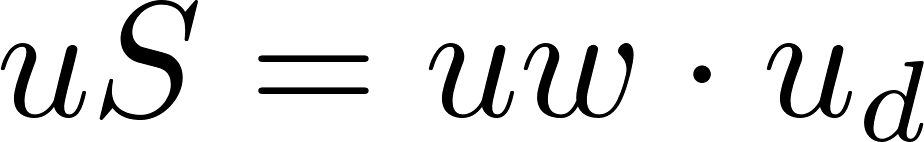 uS = uw · u_d